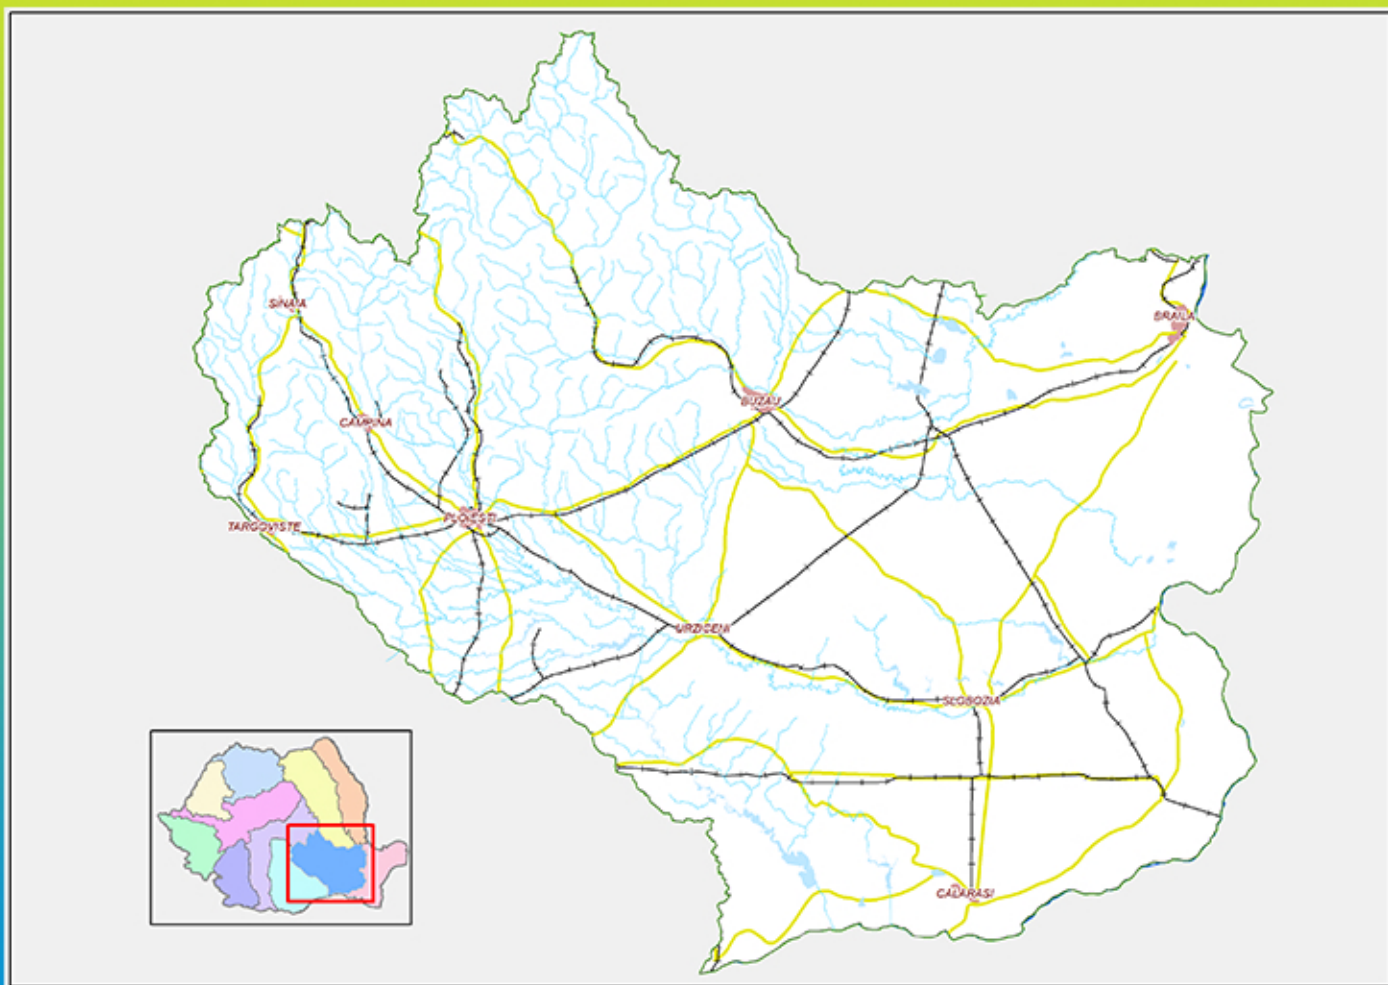 BRAILA
SINAIA
BUZAU
CAMPINA
PLOIESTI
TARGOVISTE
URZICENI
SLOBOZIA
CALARASI